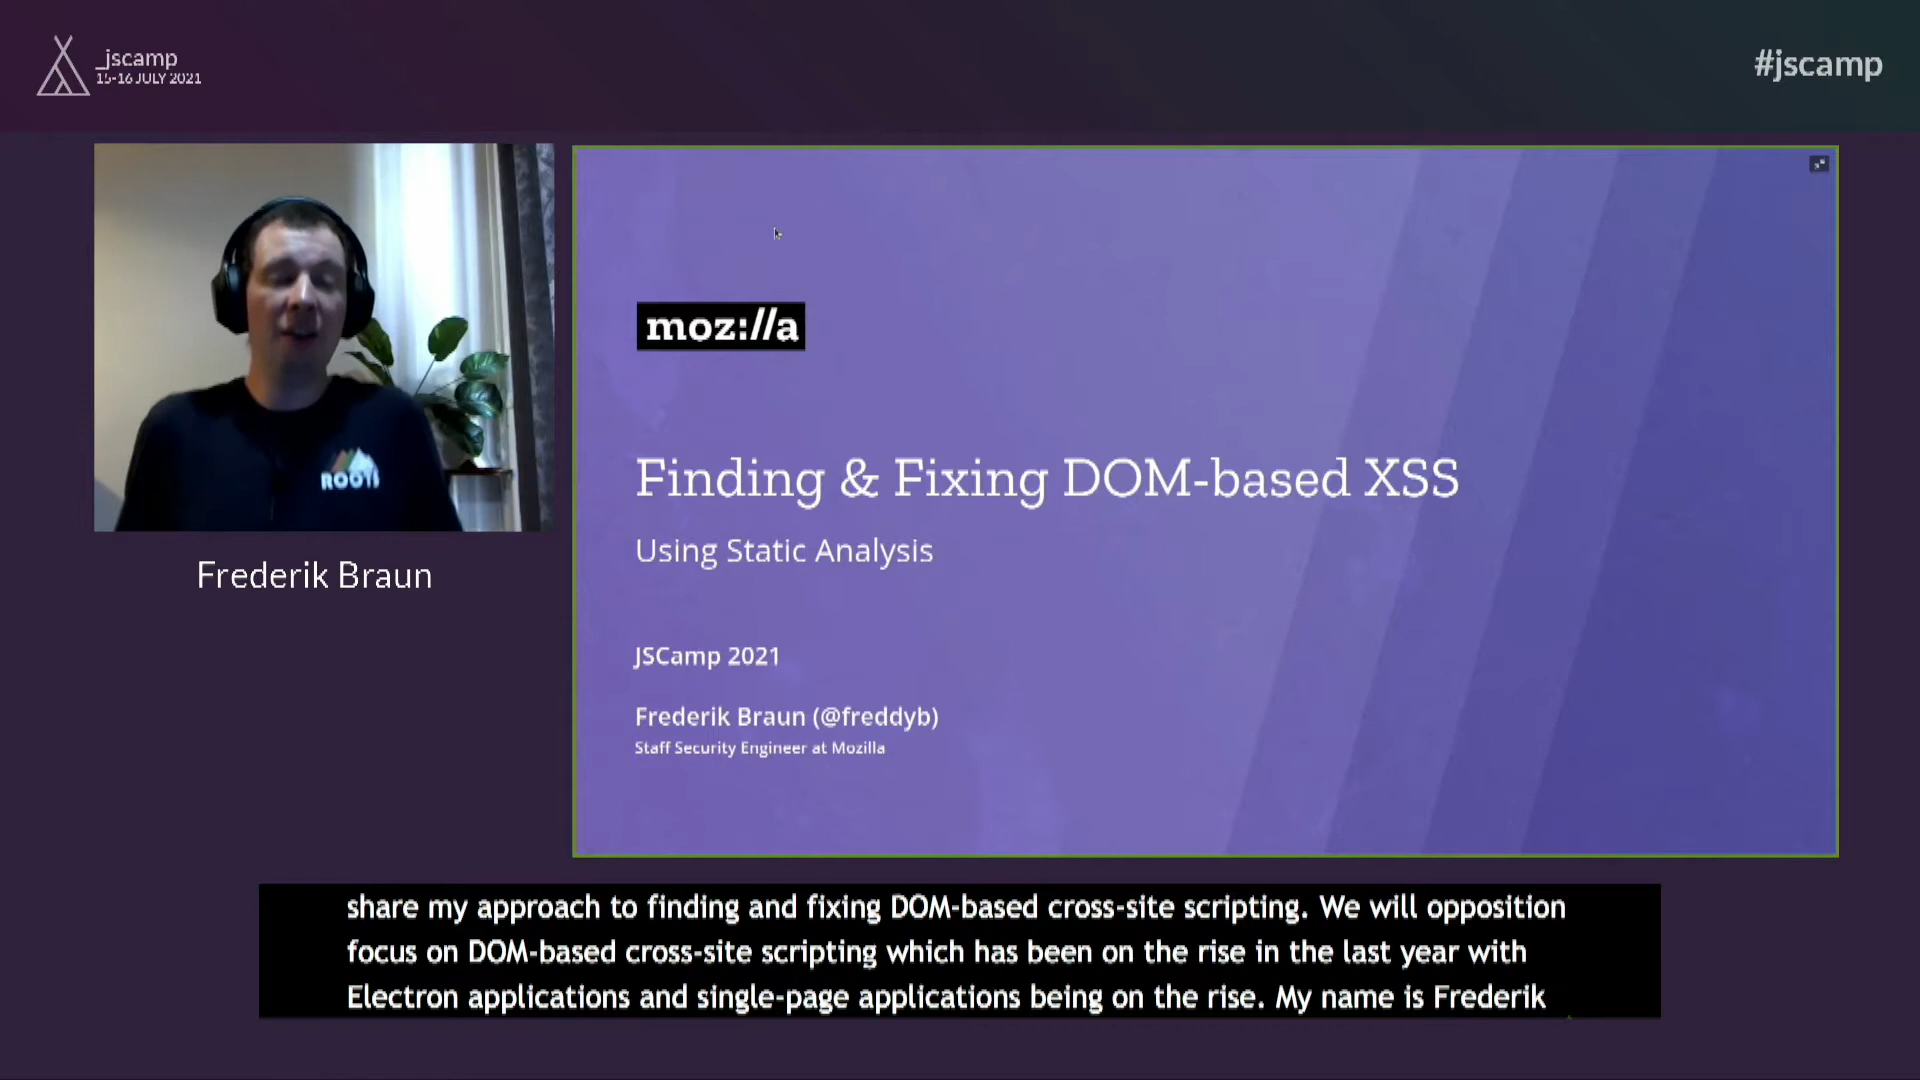 _jscamp
15-16 JULY 2021
#jscamp
ROOTS
Frederik Braun
moz://a
Finding & Fixing DOM-based XSS
Using Static Analysis
JSCamp 2021
Frederik Braun (@freddyb)
Staff Security Engineer at Mozilla
share my approach to finding and fixing DOM-based cross-site scripting. We will opposition
focus on DOM-based cross-site scripting which has been on the rise in the last year with
Electron applications and single-page applications being on the rise. My name is Frederik